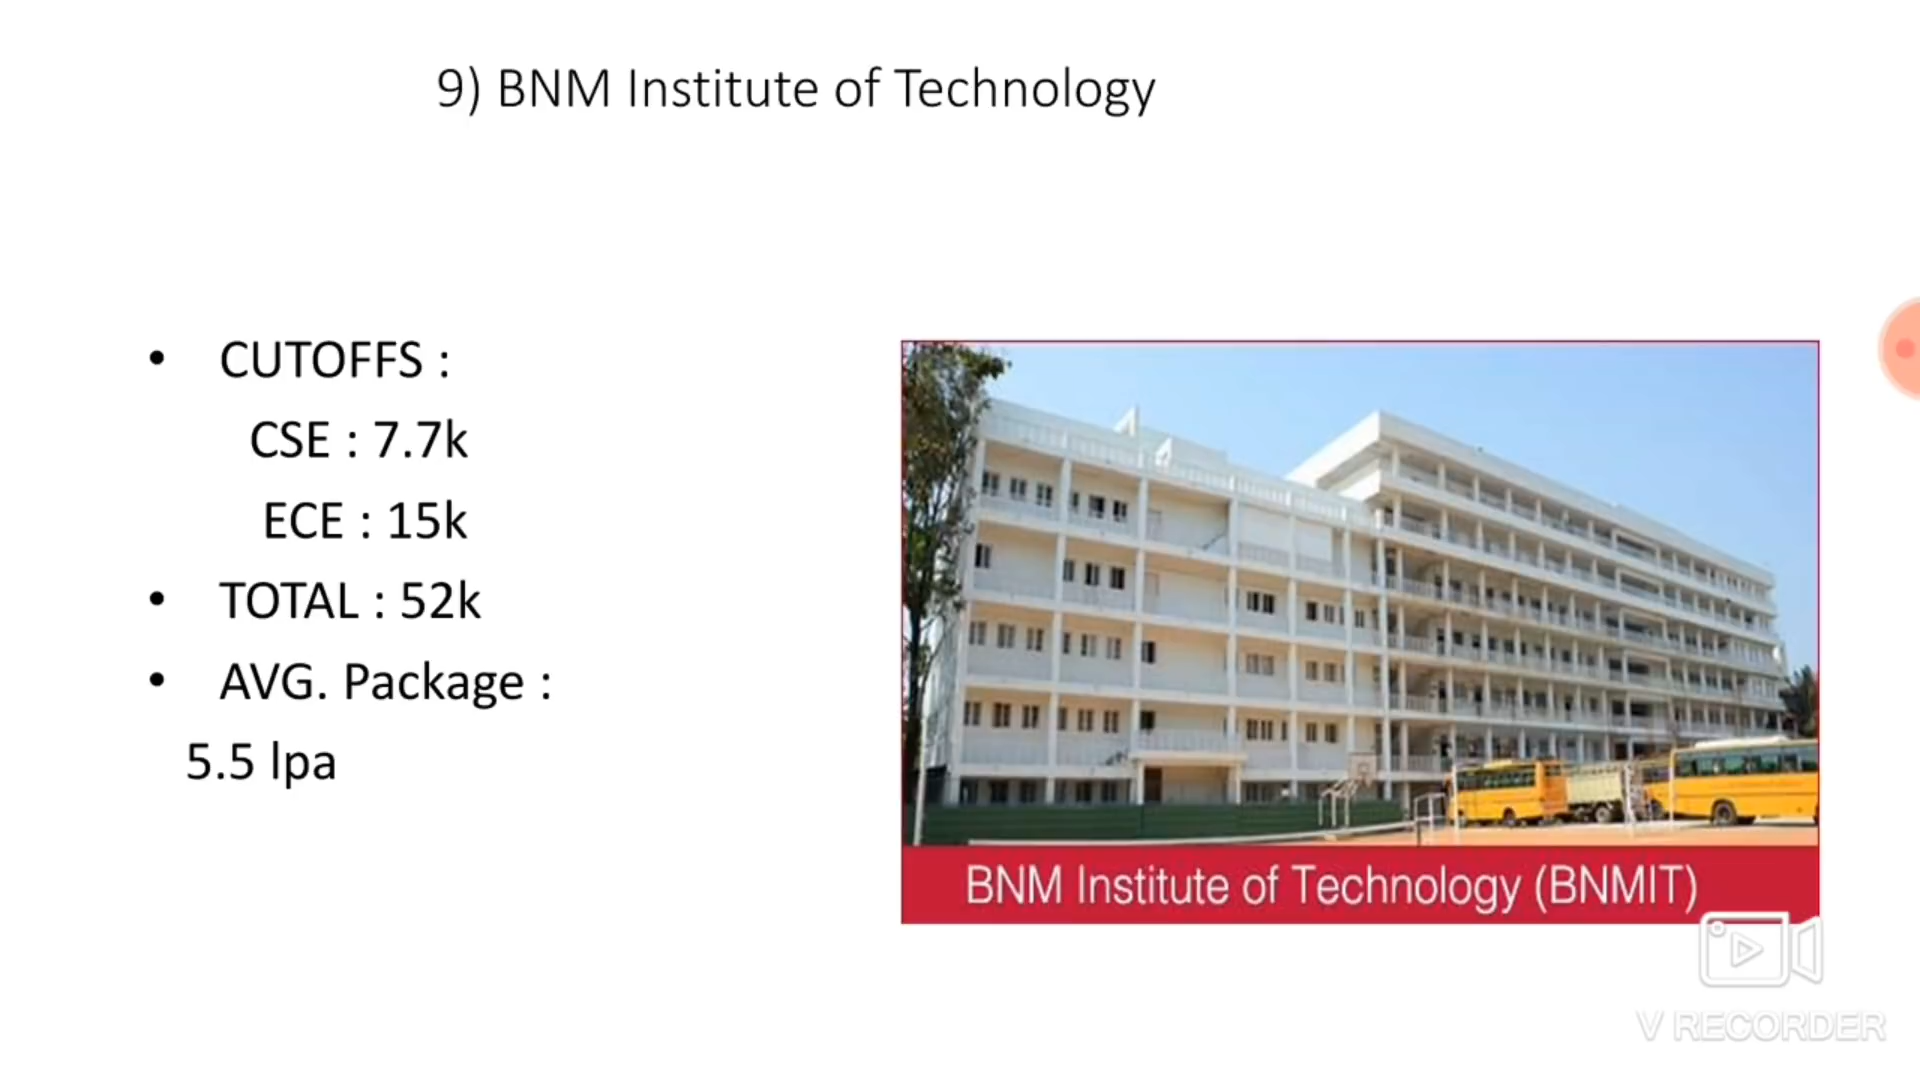 9) BNM Institute of Technology
• CUTOFFS :
CSE : 7.7k
ECE : 15k
• TOTAL : 52k
• AVG. Package :
5.5 lpa
BNM Institute of Technology (BNMIT)
V RECORDER